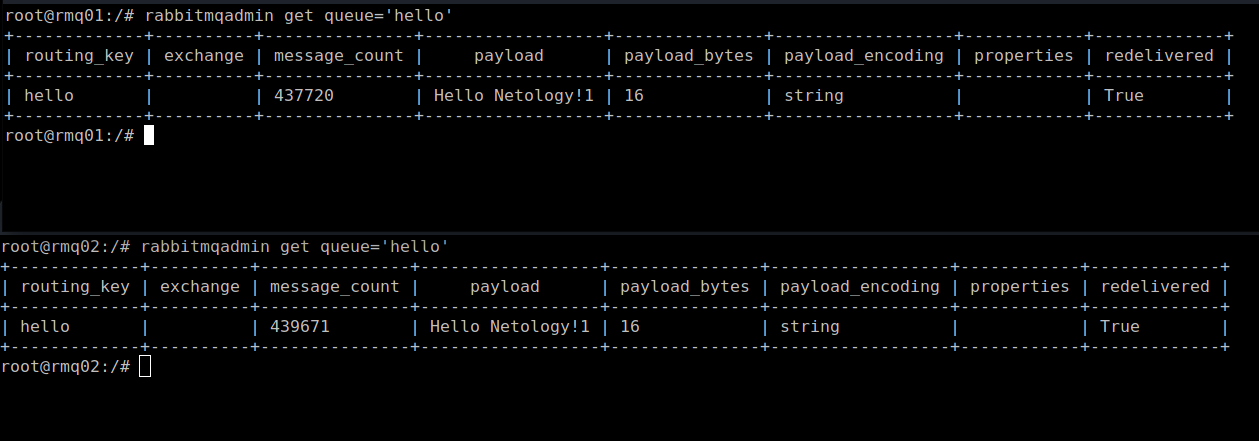 root@rmq01:/# rabbitmqadmin get queue='hello'
+-------------+----------+---------------+------------------+---------------+------------------+------------+-------------+
| routing_key | exchange | message_count |     payload      | payload_bytes | payload_encoding | properties | redelivered |
+-------------+----------+---------------+------------------+---------------+------------------+------------+-------------+
| hello       |          | 437720        | Hello Netology!1 | 16            | string           |            | True        |
+-------------+----------+---------------+------------------+---------------+------------------+------------+-------------+
root@rmq01:/#
root@rmq02:/# rabbitmqadmin get queue='hello'
+-------------+----------+---------------+------------------+---------------+------------------+------------+-------------+
| routing_key | exchange | message_count |     payload      | payload_bytes | payload_encoding | properties | redelivered |
+-------------+----------+---------------+------------------+---------------+------------------+------------+-------------+
| hello       |          | 439671        | Hello Netology!1 | 16            | string           |            | True        |
+-------------+----------+---------------+------------------+---------------+------------------+------------+-------------+
root@rmq02:/#